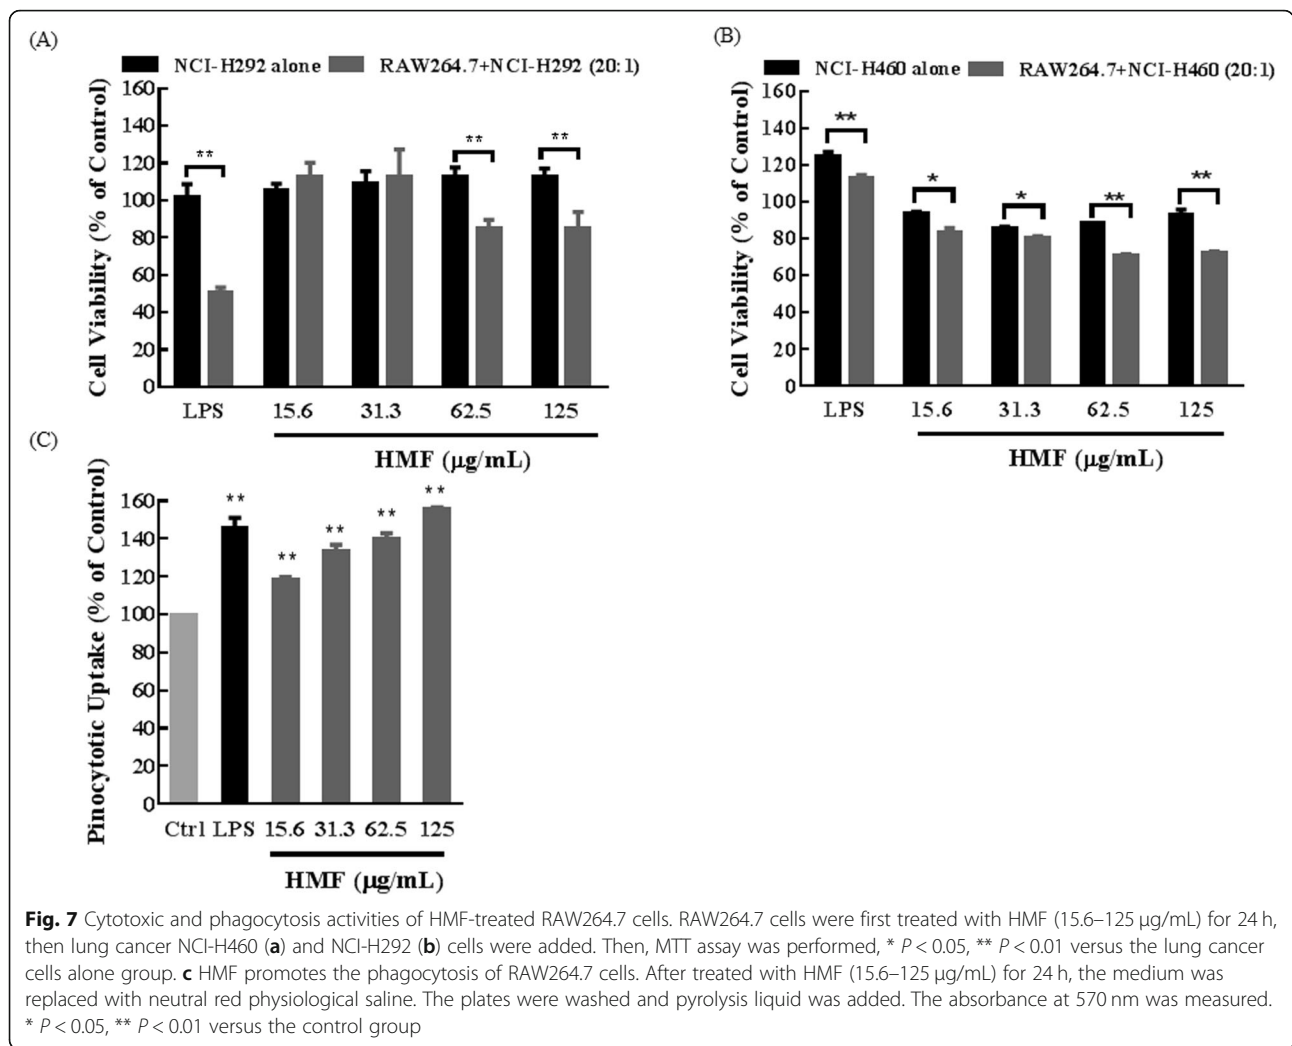 (A)
NCI-H292 alone RAW264.7+NCI-H292 (20:1)
Cell Viability (% of Control)
160
140
120
100
80
60
40
20
0
**
**
**
LPS 15.6 31.3 62.5 125
HMF (µg/mL)
(B)
NCI-H460 alone RAW264.7+NCI-H460 (20:1)
Cell Viability (% of Control)
160
140
120
100
80
60
40
20
0
**
*
*
**
**
LPS 15.6 31.3 62.5 125
HMF (µg/mL)
(C)
Pinocytotic Uptake (% of Control)
160
140
120
100
80
60
40
20
0
**
**
**
**
**
Ctrl LPS 15.6 31.3 62.5 125
HMF (µg/mL)
Fig. 7 Cytotoxic and phagocytosis activities of HMF-treated RAW264.7 cells. RAW264.7 cells were first treated with HMF (15.6–125 µg/mL) for 24 h,
then lung cancer NCI-H460 (a) and NCI-H292 (b) cells were added. Then, MTT assay was performed, * P < 0.05, ** P < 0.01 versus the lung cancer
cells alone group. c HMF promotes the phagocytosis of RAW264.7 cells. After treated with HMF (15.6–125 µg/mL) for 24 h, the medium was
replaced with neutral red physiological saline. The plates were washed and pyrolysis liquid was added. The absorbance at 570 nm was measured.
* P < 0.05, ** P < 0.01 versus the control group